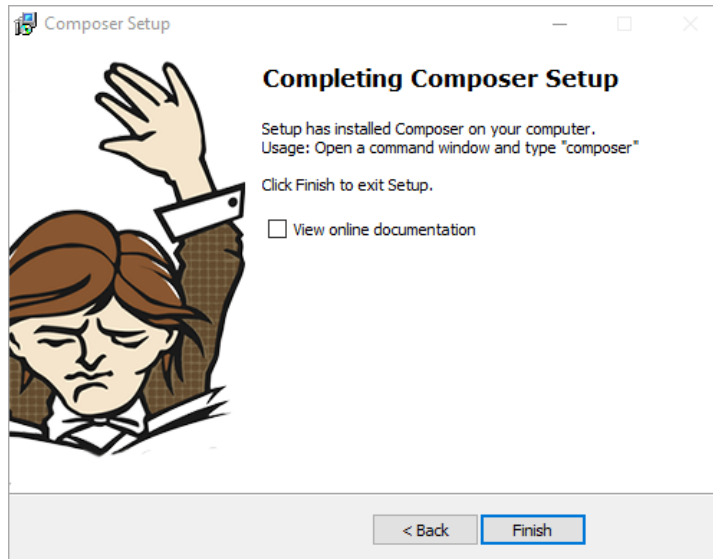 Composer Setup
Completing Composer Setup
Setup has installed Composer on your computer.
Usage: Open a command window and type "composer"
Click Finish to exit Setup.
View online documentation
< Back
Finish